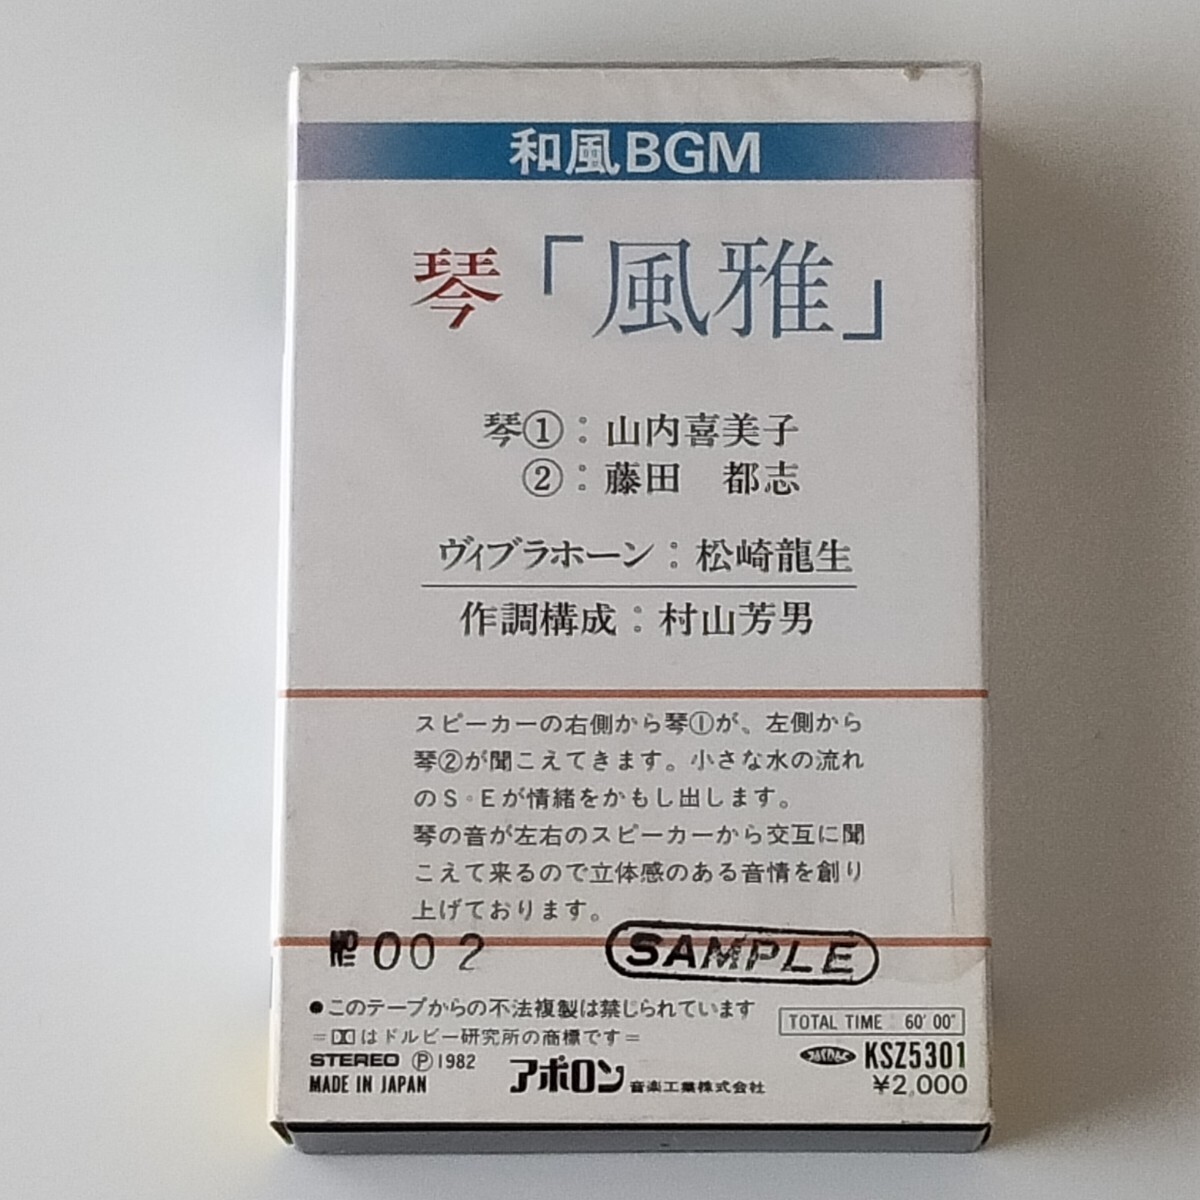 和風BGM
琴「風雅」
琴①：山内喜美子
②：藤田　都志
ヴィブラホーン：松崎龍生
作調構成：村山芳男
スピーカーの右側から琴①が、左側から
琴②が聞こえてきます。小さな水の流れ
のS・Eが情緒をかもし出します。
琴の音が左右のスピーカーから交互に聞
こえて来るので立体感のある音情を創り
上げております。
№ 002 SAMPLE
●このテープからの不法複製は禁じられています
＝はドルビー研究所の商標です＝
TOTAL TIME : 60' 00"
STEREO Ⓟ1982
MADE IN JAPAN
アポロン音楽工業株式会社
JASRAC KSZ5301
¥2,000